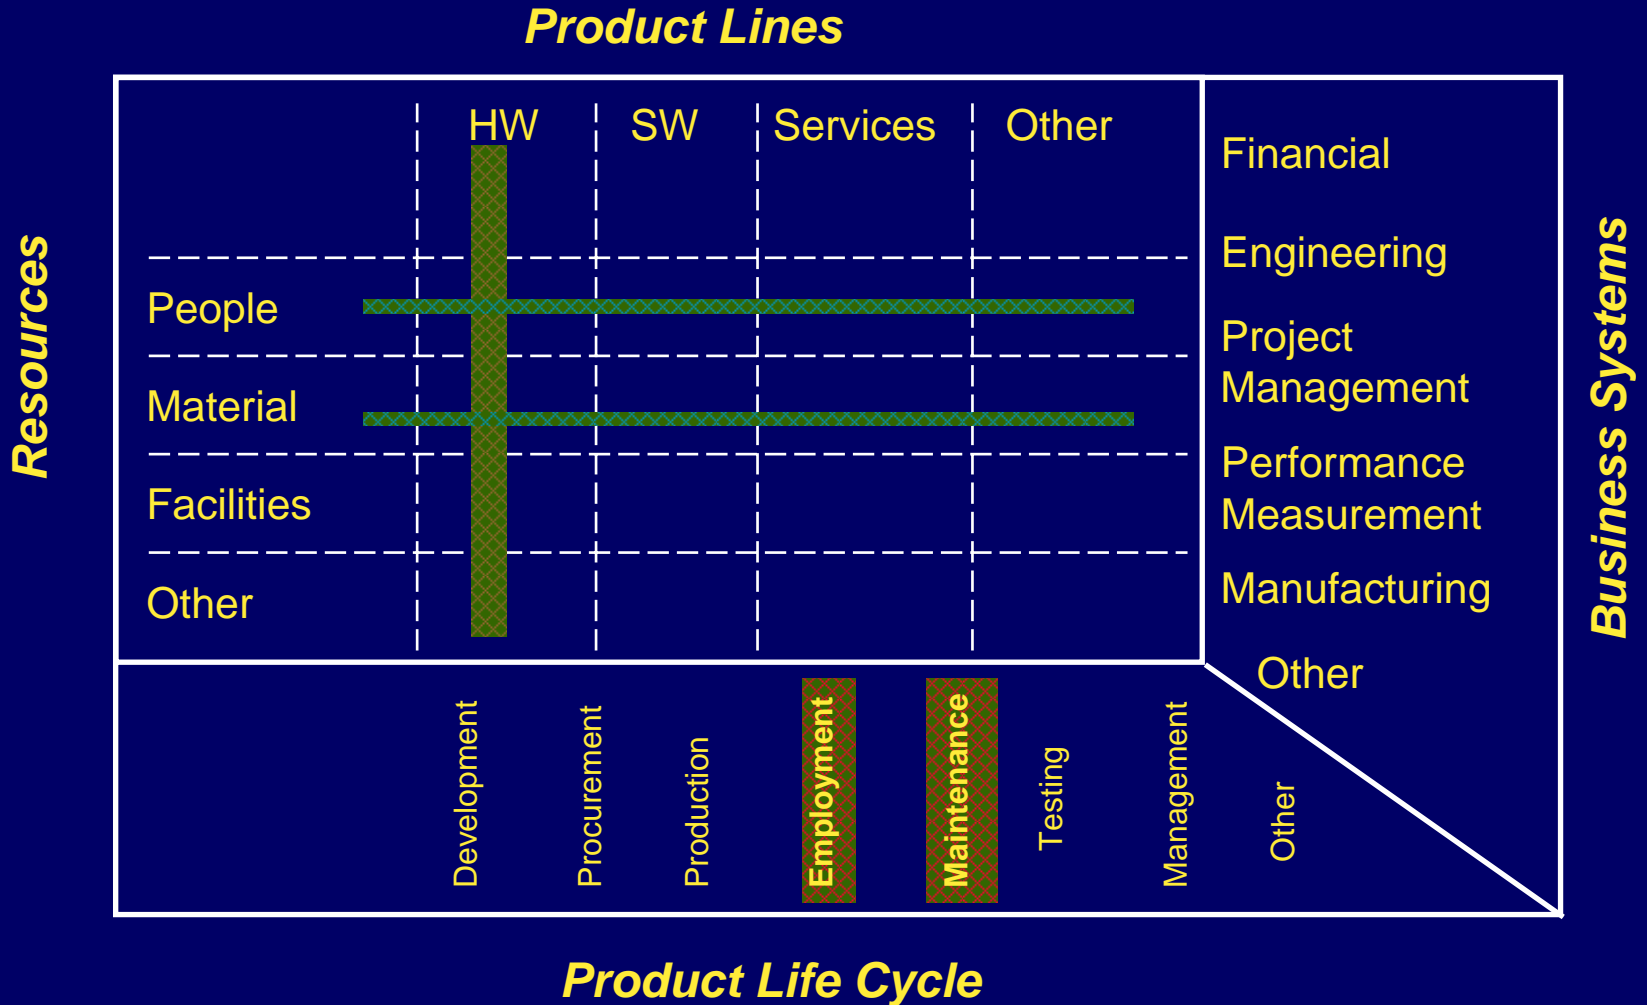 Product Lines
HW SW Services Other
Resources
People
Material
Facilities
Other
Financial
Engineering
Project
Management
Performance
Measurement
Manufacturing
Other
Business Systems
Development
Procurement
Production
Employment
Maintenance
Testing
Management
Other
Product Life Cycle